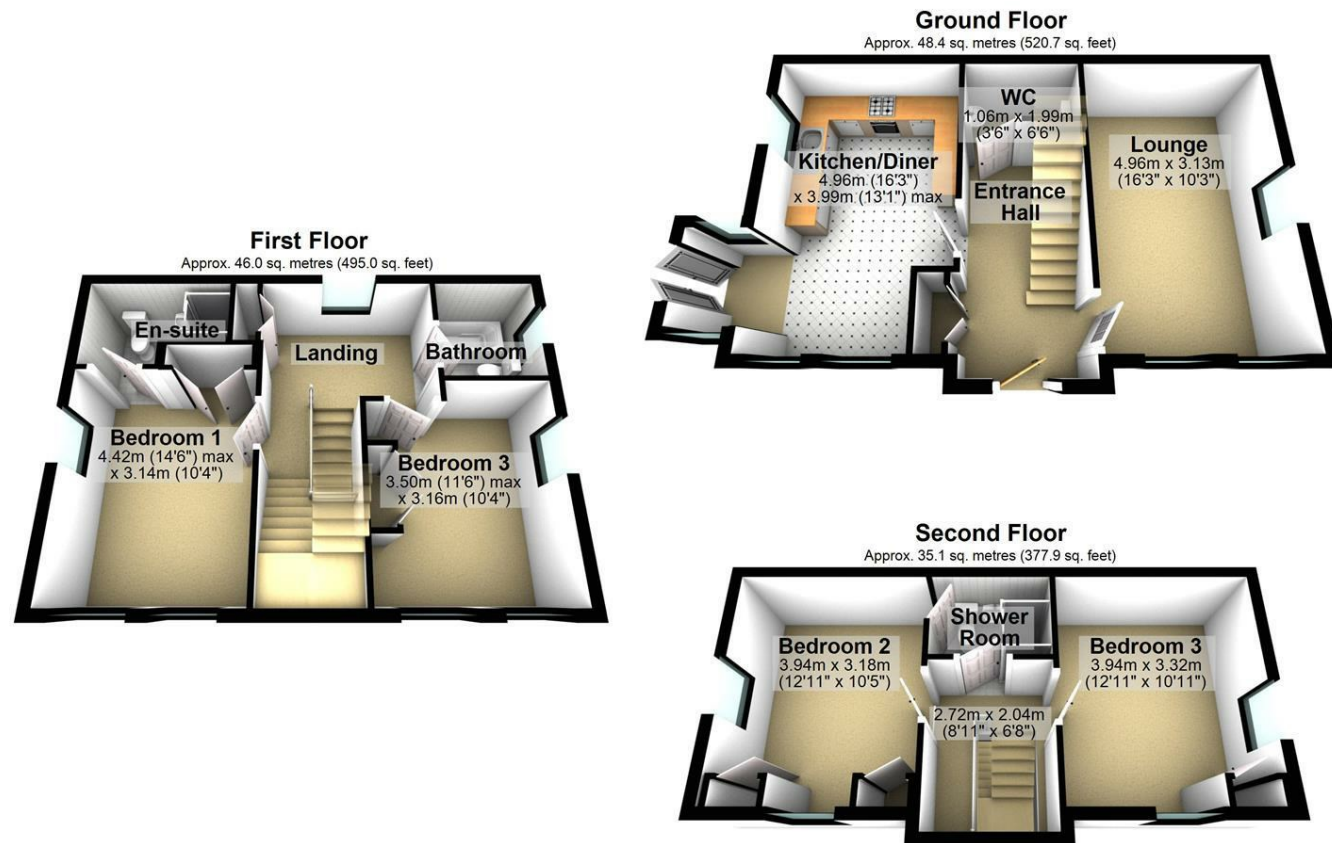 Ground Floor
Approx. 48.4 sq. metres (520.7 sq. feet)
WC
1.06m x 1.99m
(3'6" x 6'6")
Kitchen/Diner
4.96m (16'3")
x 3.99m (13'1") max
Entrance
Hall
Lounge
4.96m x 3.13m
(16'3" x 10'3")
First Floor
Approx. 46.0 sq. metres (495.0 sq. feet)
En-suite
Landing
Bathroom
Bedroom 1
4.42m (14'6") max
x 3.14m (10'4")
Bedroom 3
3.50m (11'6") max
x 3.16m (10'4")
Second Floor
Approx. 35.1 sq. metres (377.9 sq. feet)
Shower
Room
Bedroom 2
3.94m x 3.18m
(12'11" x 10'5")
2.72m x 2.04m
(8'11" x 6'8")
Bedroom 3
3.94m x 3.32m
(12'11" x 10'11")